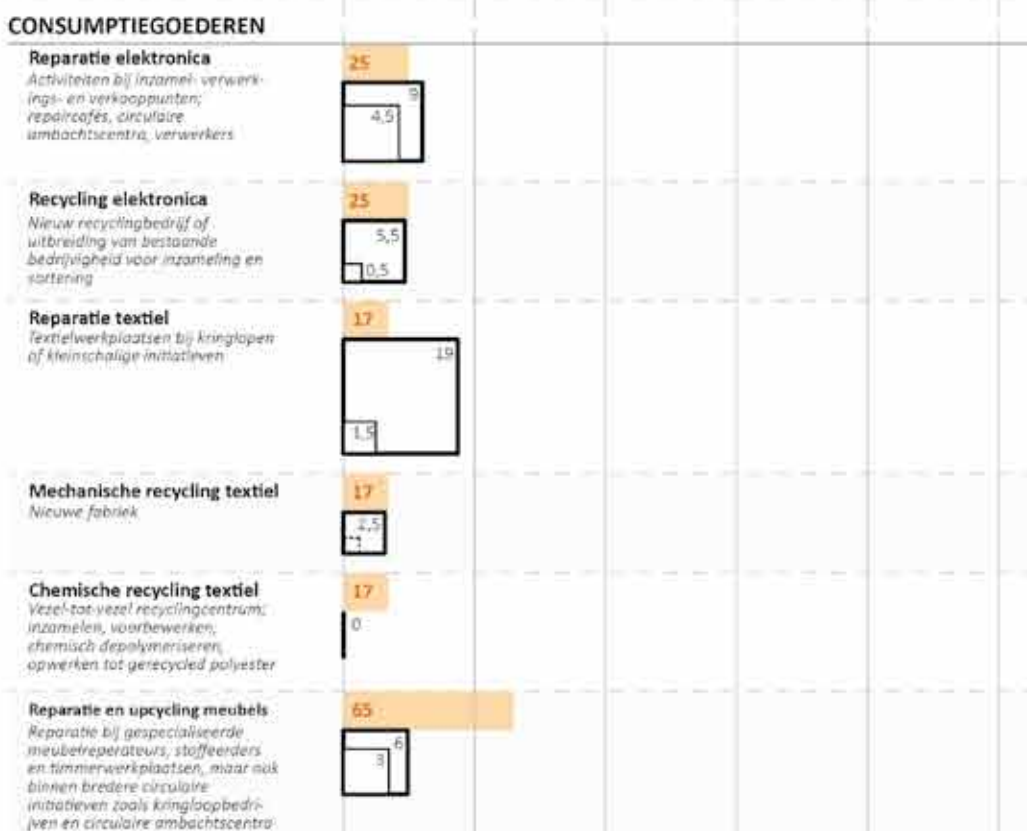 CONSUMPTIEGOEDEREN
Reparatie elektronica
Activiteiten bij inzamel- verwerk-
ings- en verkooppunten;
repaircafés, circulaire
ambachtscentra, verwerkers
25
9
4,5
Recycling elektronica
Nieuw recyclingbedrijf of
uitbreiding van bestaande
bedrijvigheid voor inzameling en
sortering
25
5,5
0,5
Reparatie textiel
Textielwerkplaatsen bij kringlopen
of kleinschalige initiatieven
17
19
1,5
Mechanische recycling textiel
Nieuwe fabriek
17
2,5
Chemische recycling textiel
Vezel-tot-vezel recyclingcentrum;
inzamelen, voorbewerken,
chemisch depolymeriseren,
opwerken tot gerecycled polyester
17
0
Reparatie en upcycling meubels
Reparatie bij gespecialiseerde
meubelreperateurs, stoffeerders
en timmerwerkplaatsen, maar ook
binnen bredere circulaire
initiatieven zoals kringloopbedri-
jven en circulaire ambachtscentra
65
6
3